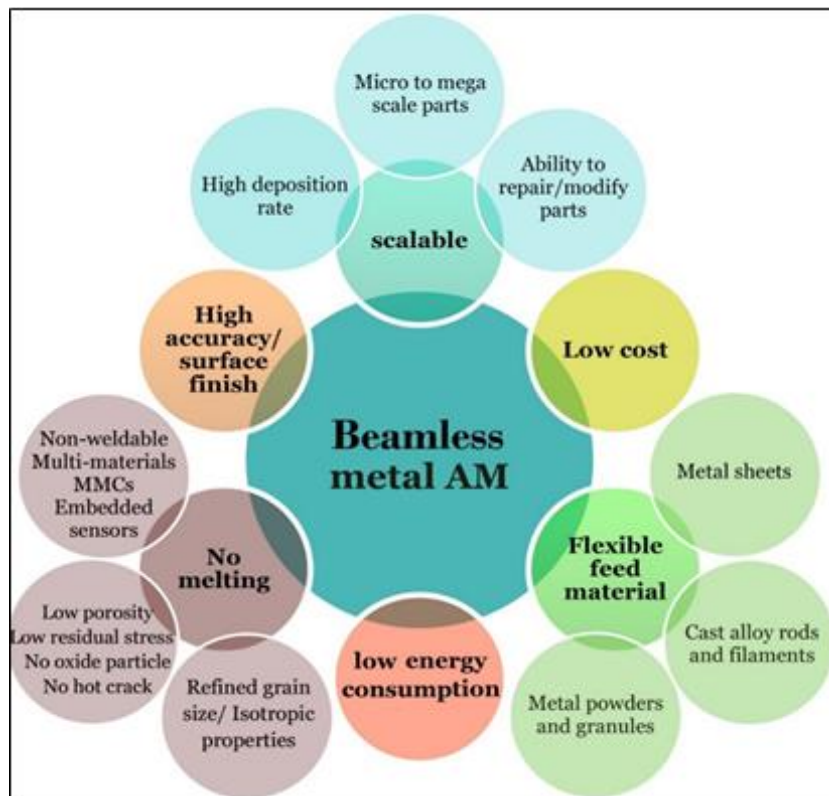 Micro to mega
scale parts
High deposition
rate
Ability to
repair/modify
parts
scalable
High
accuracy/
surface
finish
Low cost
Beamless
metal AM
Non-weldable
Multi-materials
MMCs
Embedded
sensors
Metal sheets
No
melting
Flexible
feed
material
Low porosity
Low residual stress
No oxide particle
No hot crack
Cast alloy rods
and filaments
low energy
consumption
Refined grain
size/ Isotropic
properties
Metal powders
and granules